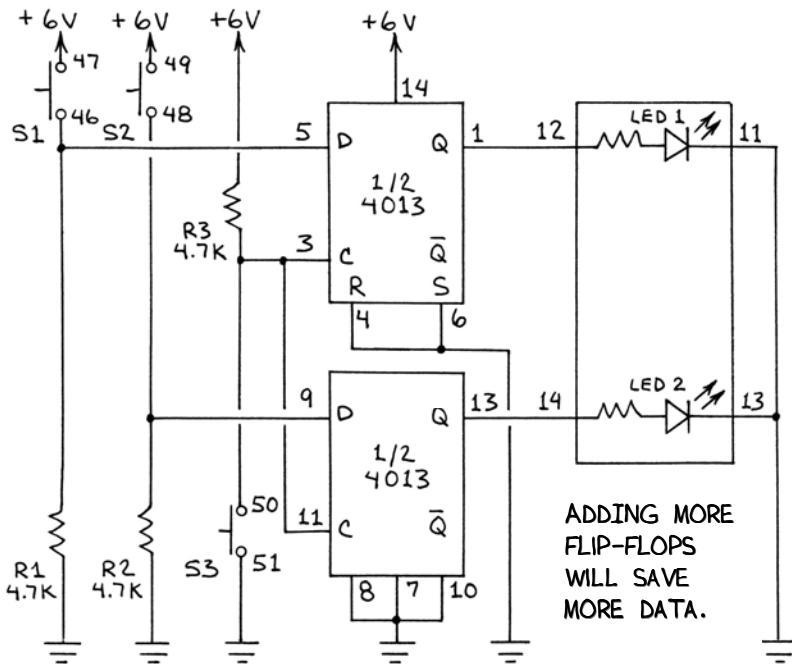 +6V +6V +6V +6V
47 49
46 48
14
S1 S2
LED 1
5 D Q 1 12 11
1/2
4013
R3
4.7K
3 C Q̅
R S
4 6
LED 2
9 D Q 13 14 13
1/2
4013
50
11 C Q̅
S3 51
R1
4.7K
R2
4.7K
8 7 10
ADDING MORE
FLIP-FLOPS
WILL SAVE
MORE DATA.